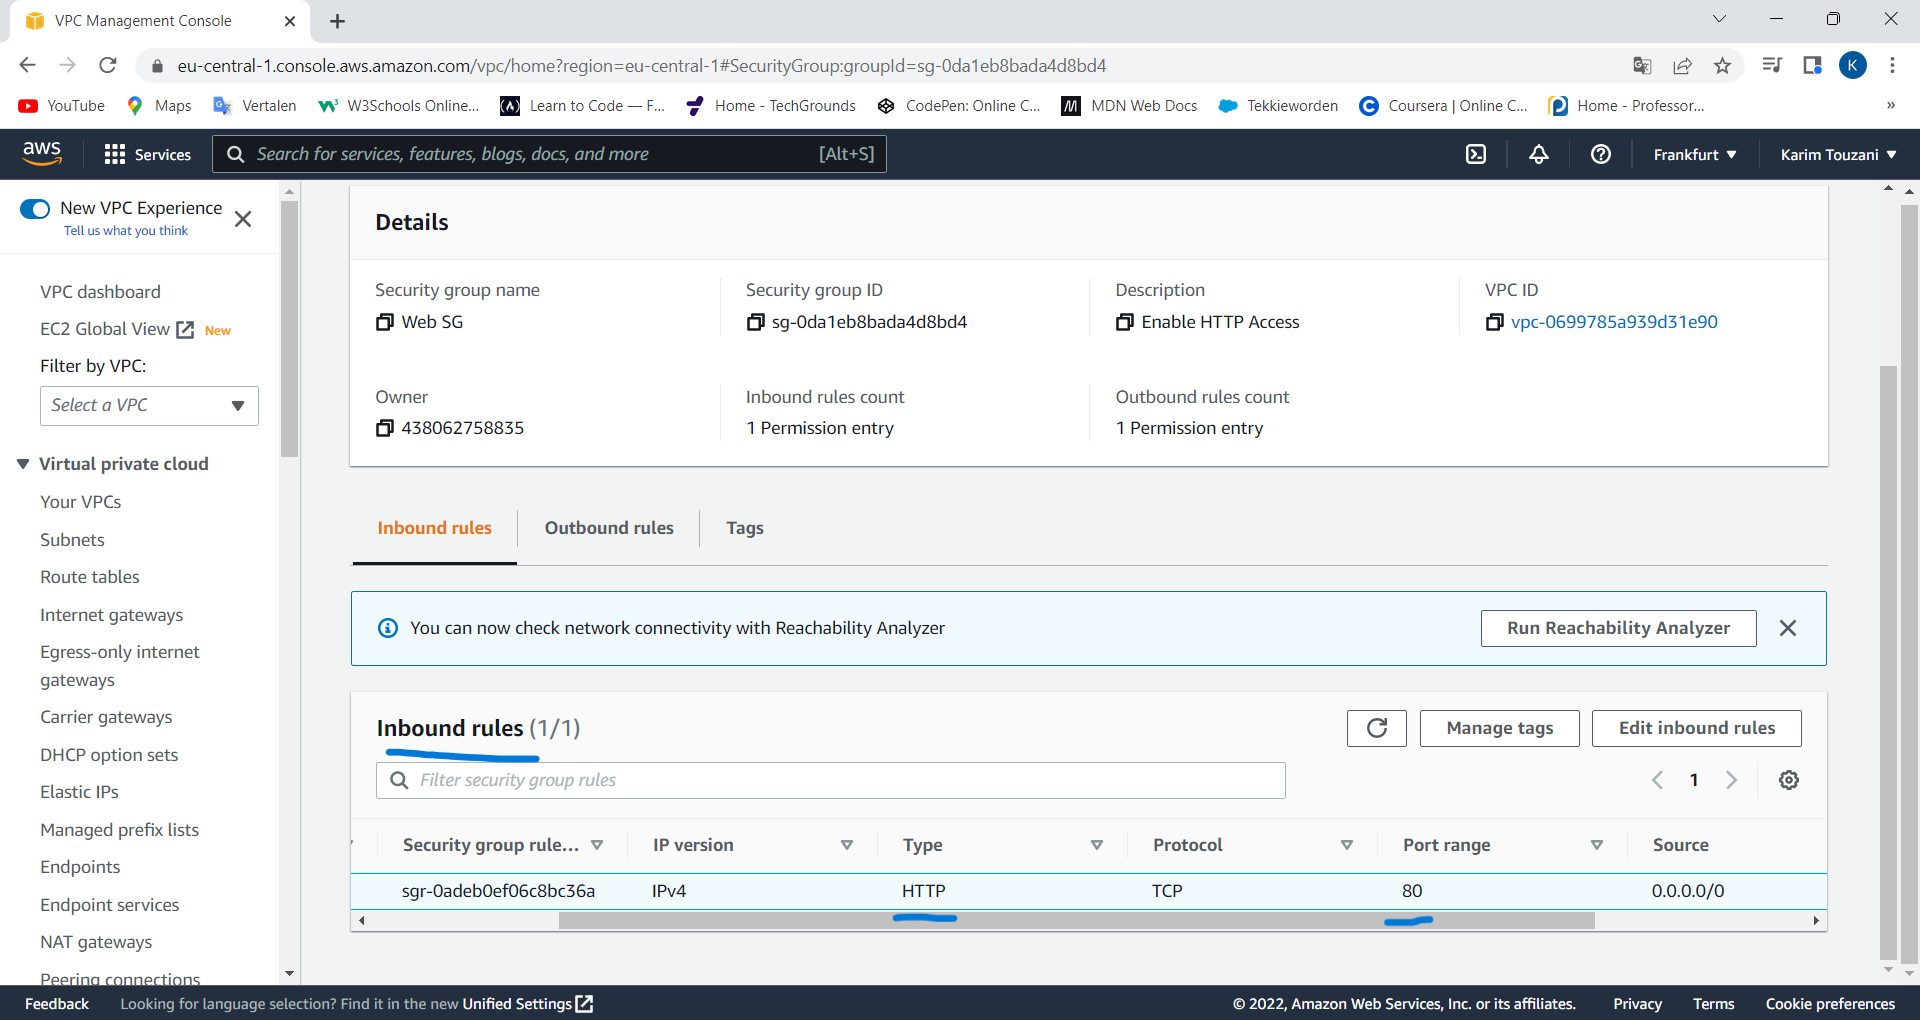 VPC Management Console
eu-central-1.console.aws.amazon.com/vpc/home?region=eu-central-1#SecurityGroup:groupId=sg-0da1eb8bada4d8bd4
K
YouTube Maps Vertalen W3Schools Online... Learn to Code — F... Home - TechGrounds CodePen: Online C... MDN Web Docs Tekkieworden Coursera | Online C... Home - Professor... »
aws Services Search for services, features, blogs, docs, and more [Alt+S] Frankfurt Karim Touzani
New VPC Experience
Tell us what you think
VPC dashboard
EC2 Global View New
Filter by VPC:
Select a VPC
Virtual private cloud
Your VPCs
Subnets
Route tables
Internet gateways
Egress-only internet
gateways
Carrier gateways
DHCP option sets
Elastic IPs
Managed prefix lists
Endpoints
Endpoint services
NAT gateways
Peering connections
Details
Security group name
Web SG
Security group ID
sg-0da1eb8bada4d8bd4
Description
Enable HTTP Access
VPC ID
vpc-0699785a939d31e90
Owner
438062758835
Inbound rules count
1 Permission entry
Outbound rules count
1 Permission entry
Inbound rules Outbound rules Tags
You can now check network connectivity with Reachability Analyzer Run Reachability Analyzer
Inbound rules (1/1) Manage tags Edit inbound rules
Filter security group rules 1
Security group rule... IP version Type Protocol Port range Source
sgr-0adeb0ef06c8bc36a IPv4 HTTP TCP 80 0.0.0.0/0
Feedback Looking for language selection? Find it in the new Unified Settings © 2022, Amazon Web Services, Inc. or its affiliates. Privacy Terms Cookie preferences